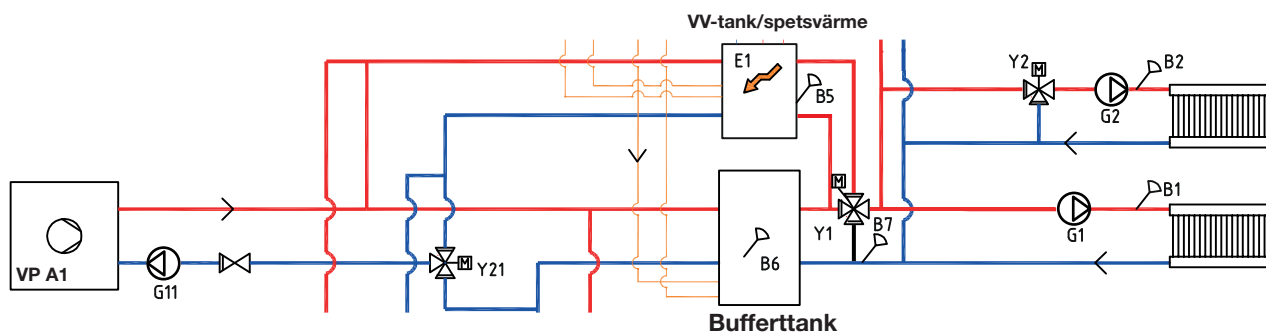 VV-tank/spetsvärme
E1
B5
Y2
M
B2
G2
M
B1
Y1
B7
G1
VP A1
G11
M
Y21
B6
Bufferttank